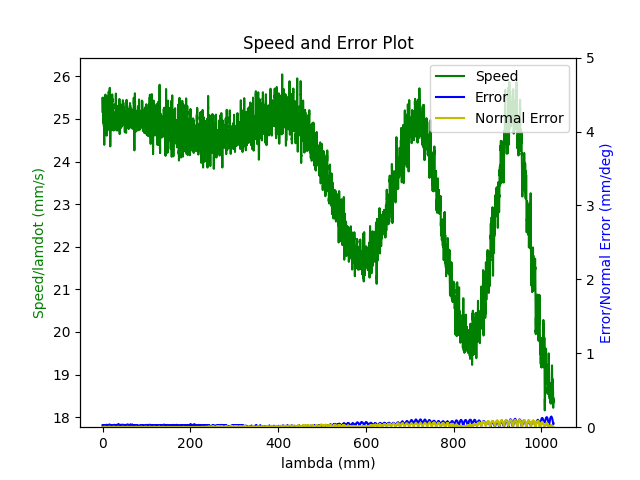 Speed and Error Plot
Speed
Error
Normal Error
26
25
24
23
22
21
20
19
18
5
4
3
2
1
0
Speed/lamdot (mm/s)
Error/Normal Error (mm/deg)
0 200 400 600 800 1000
lambda (mm)